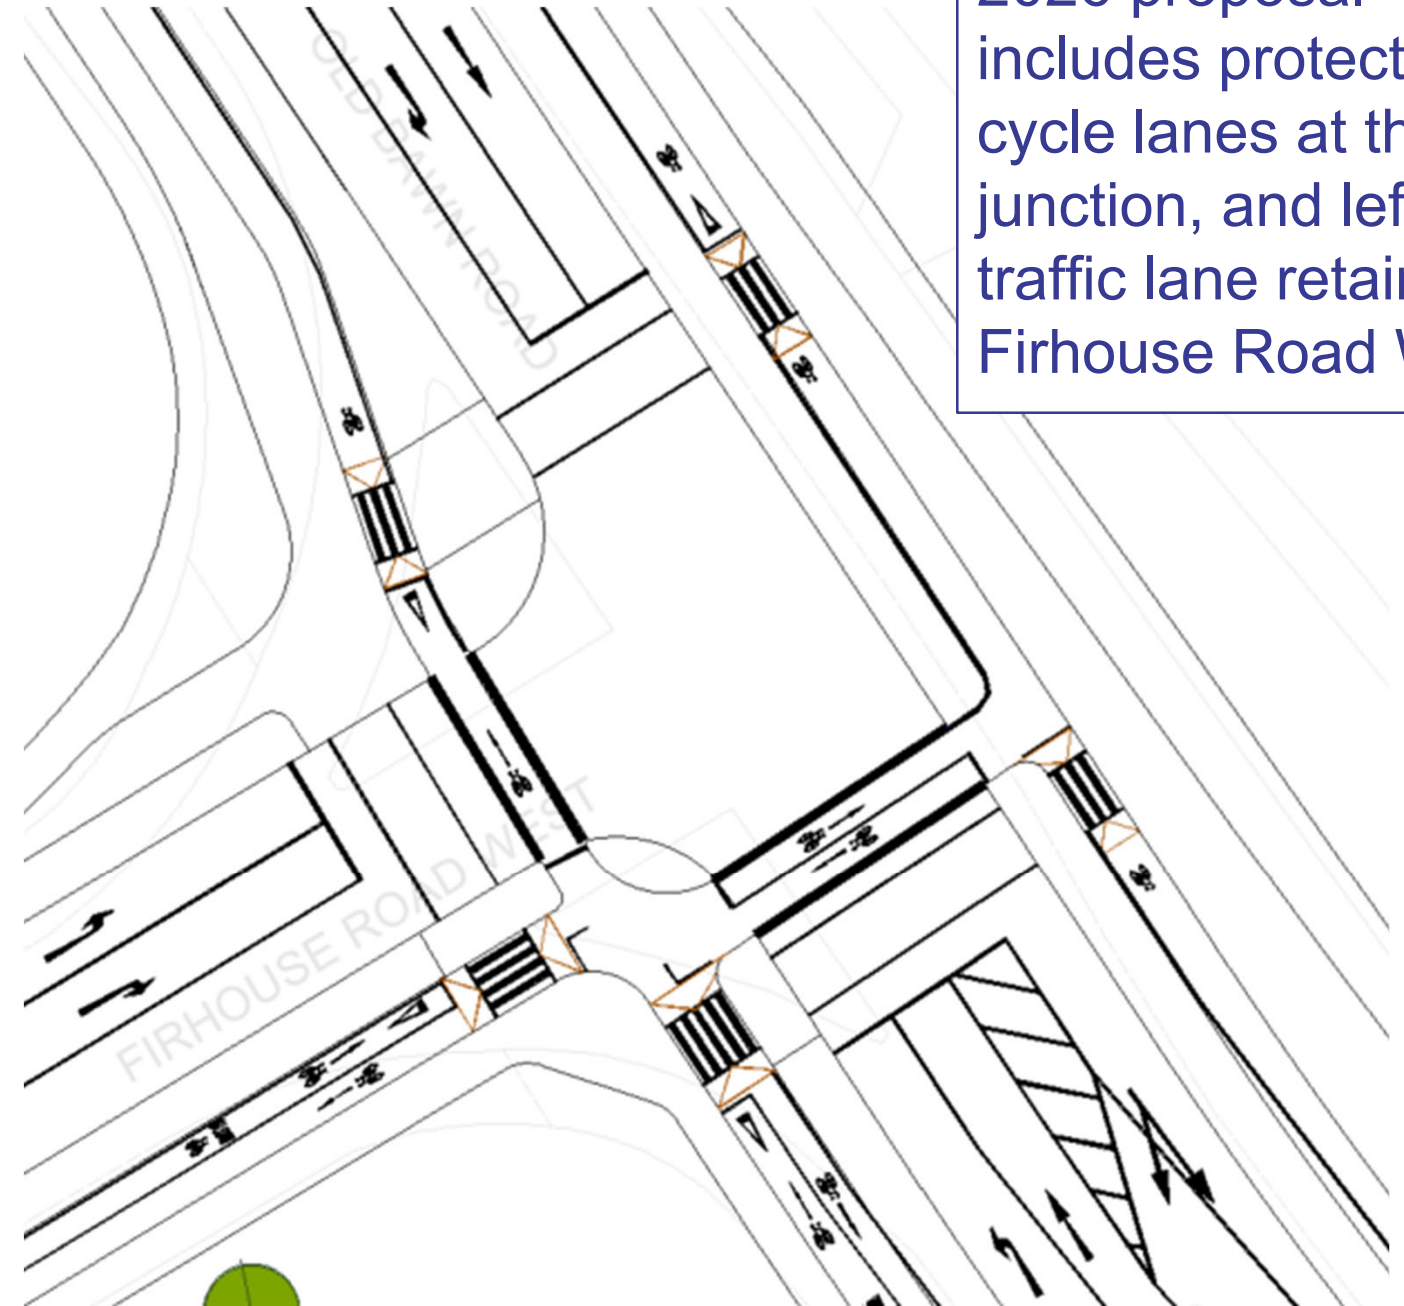 includes protect
cycle lanes at th
junction, and lef
traffic lane retair
Firhouse Road
OLD BAWN ROAD
FIRHOUSE ROAD WEST